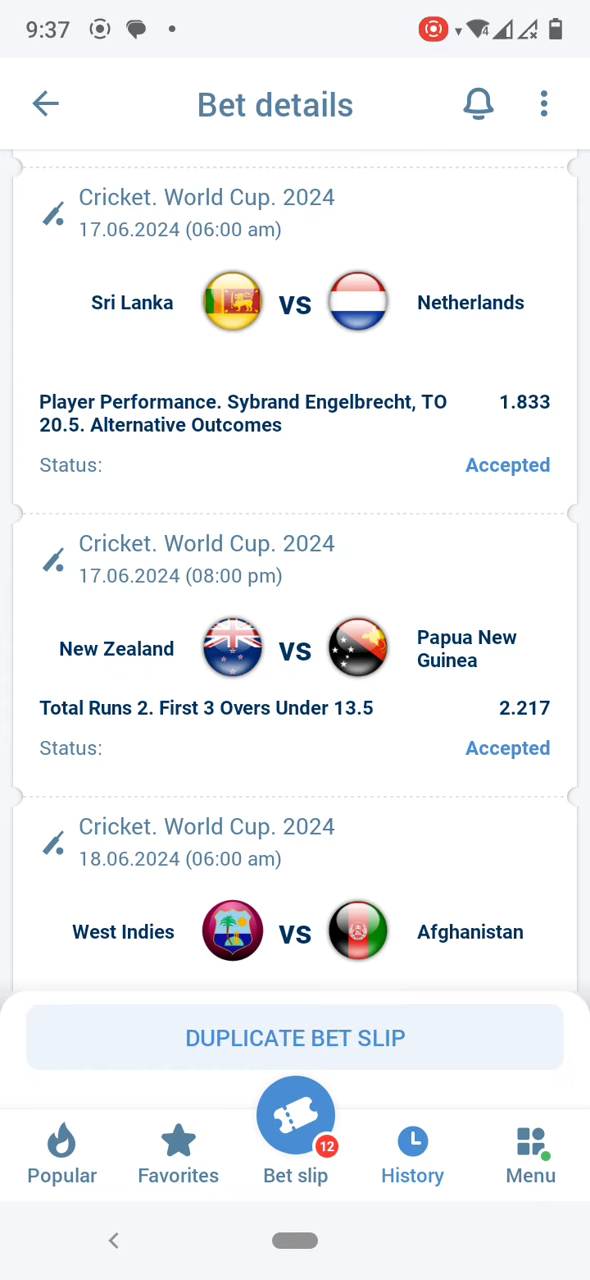 9:37
4
Bet details
Cricket. World Cup. 2024
17.06.2024 (06:00 am)
Sri Lanka
vs
Netherlands
Player Performance. Sybrand Engelbrecht, TO
20.5. Alternative Outcomes
1.833
Status:
Accepted
Cricket. World Cup. 2024
17.06.2024 (08:00 pm)
New Zealand
vs
Papua New
Guinea
Total Runs 2. First 3 Overs Under 13.5
2.217
Status:
Accepted
Cricket. World Cup. 2024
18.06.2024 (06:00 am)
West Indies
vs
Afghanistan
DUPLICATE BET SLIP
12
Popular
Favorites
Bet slip
History
Menu